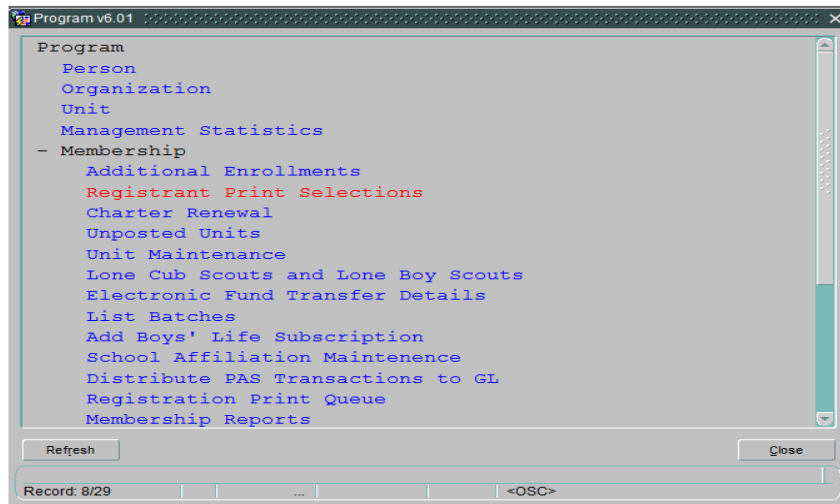 Program v6.01
Program
Person
Organization
Unit
Management Statistics
- Membership
Additional Enrollments
Registrant Print Selections
Charter Renewal
Unposted Units
Unit Maintenance
Lone Cub Scouts and Lone Boy Scouts
Electronic Fund Transfer Details
List Batches
Add Boys' Life Subscription
School Affiliation Maintenence
Distribute PAS Transactions to GL
Registration Print Queue
Membership Reports
Refresh Close
Record: 8/29 ... <OSC>